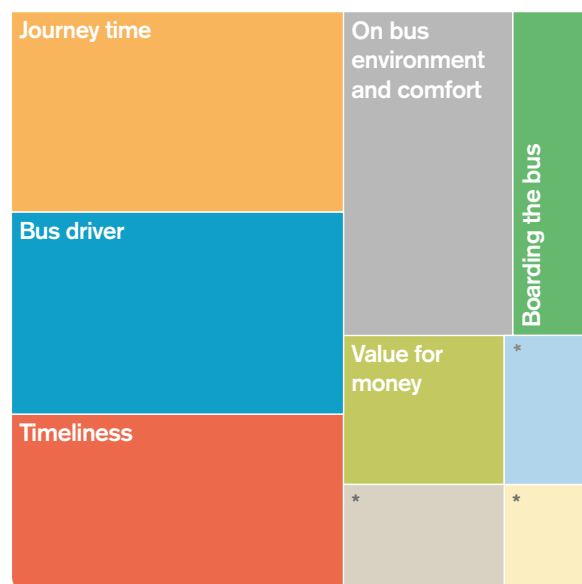 Journey time
On bus
environment
and comfort
Boarding the bus
Bus driver
Value for
money
*
Timeliness
*
*